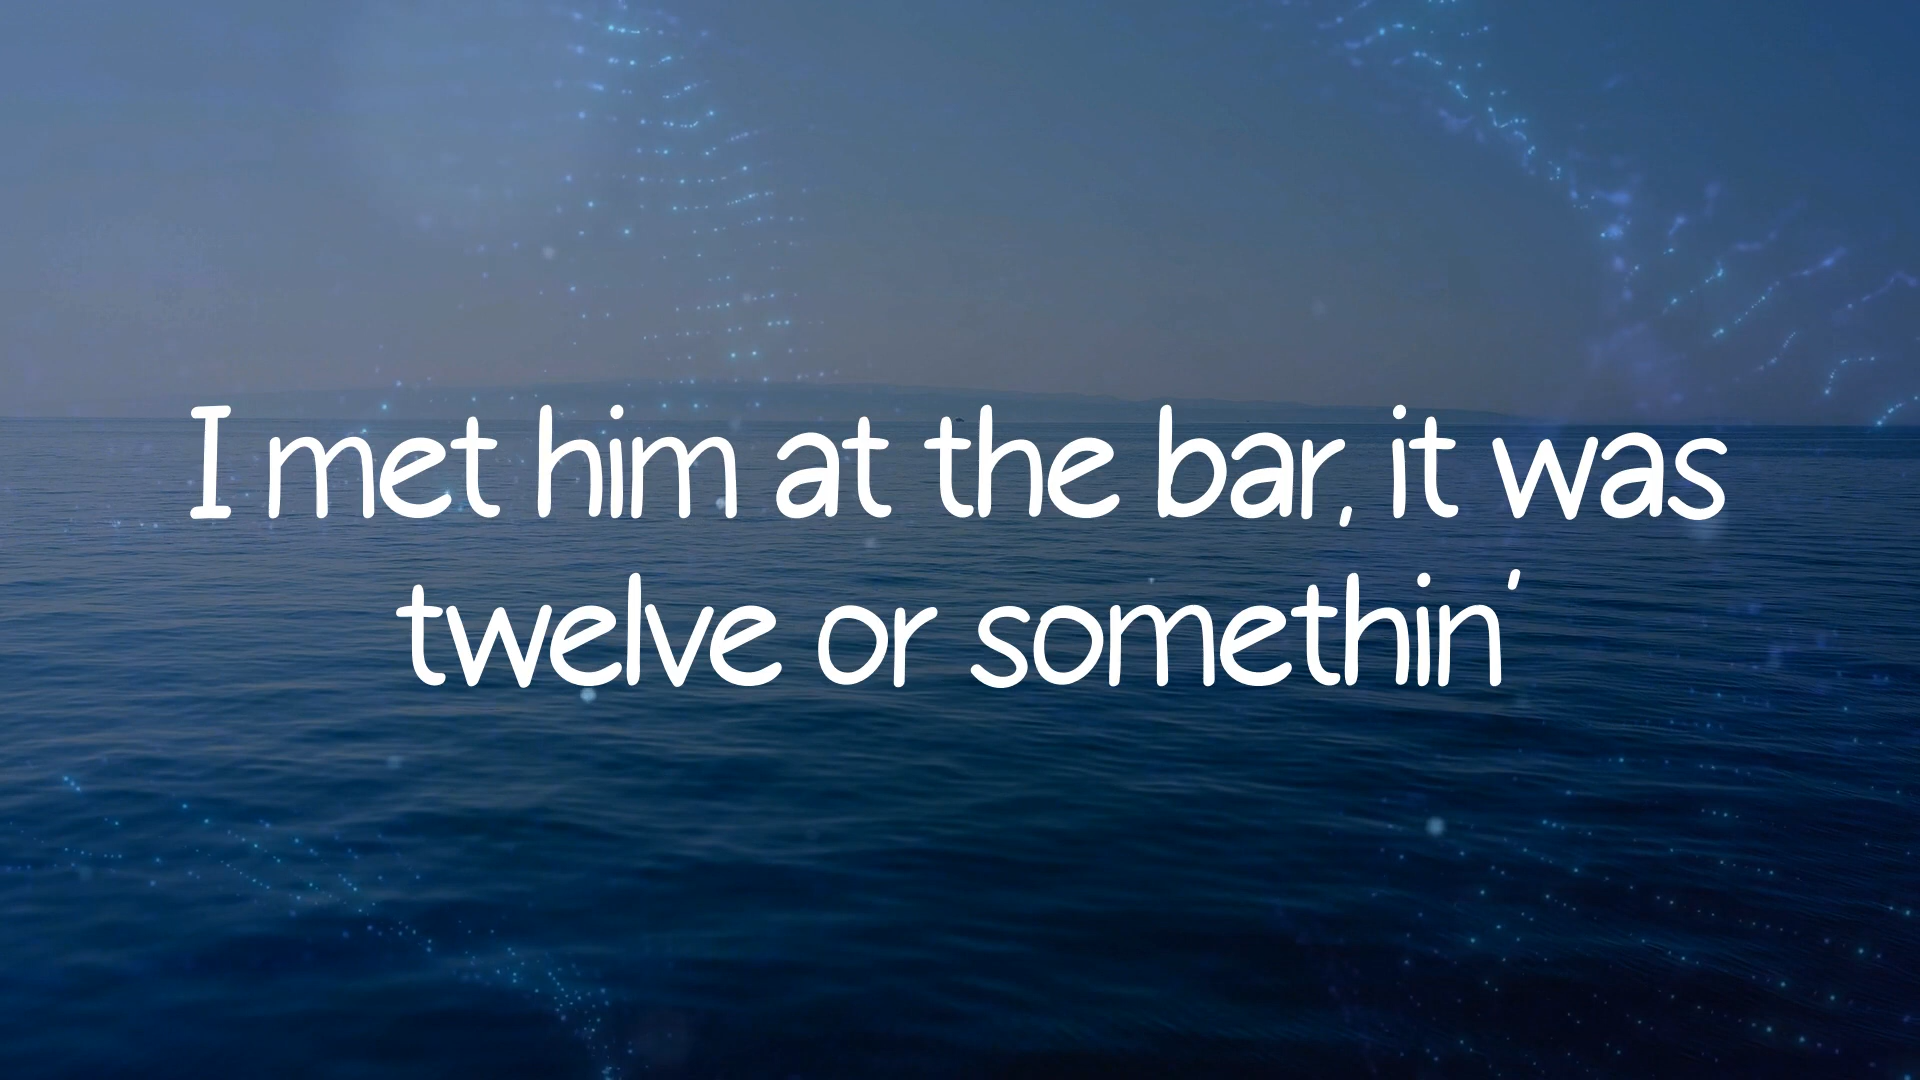 I met him at the bar, it was
twelve or somethin'